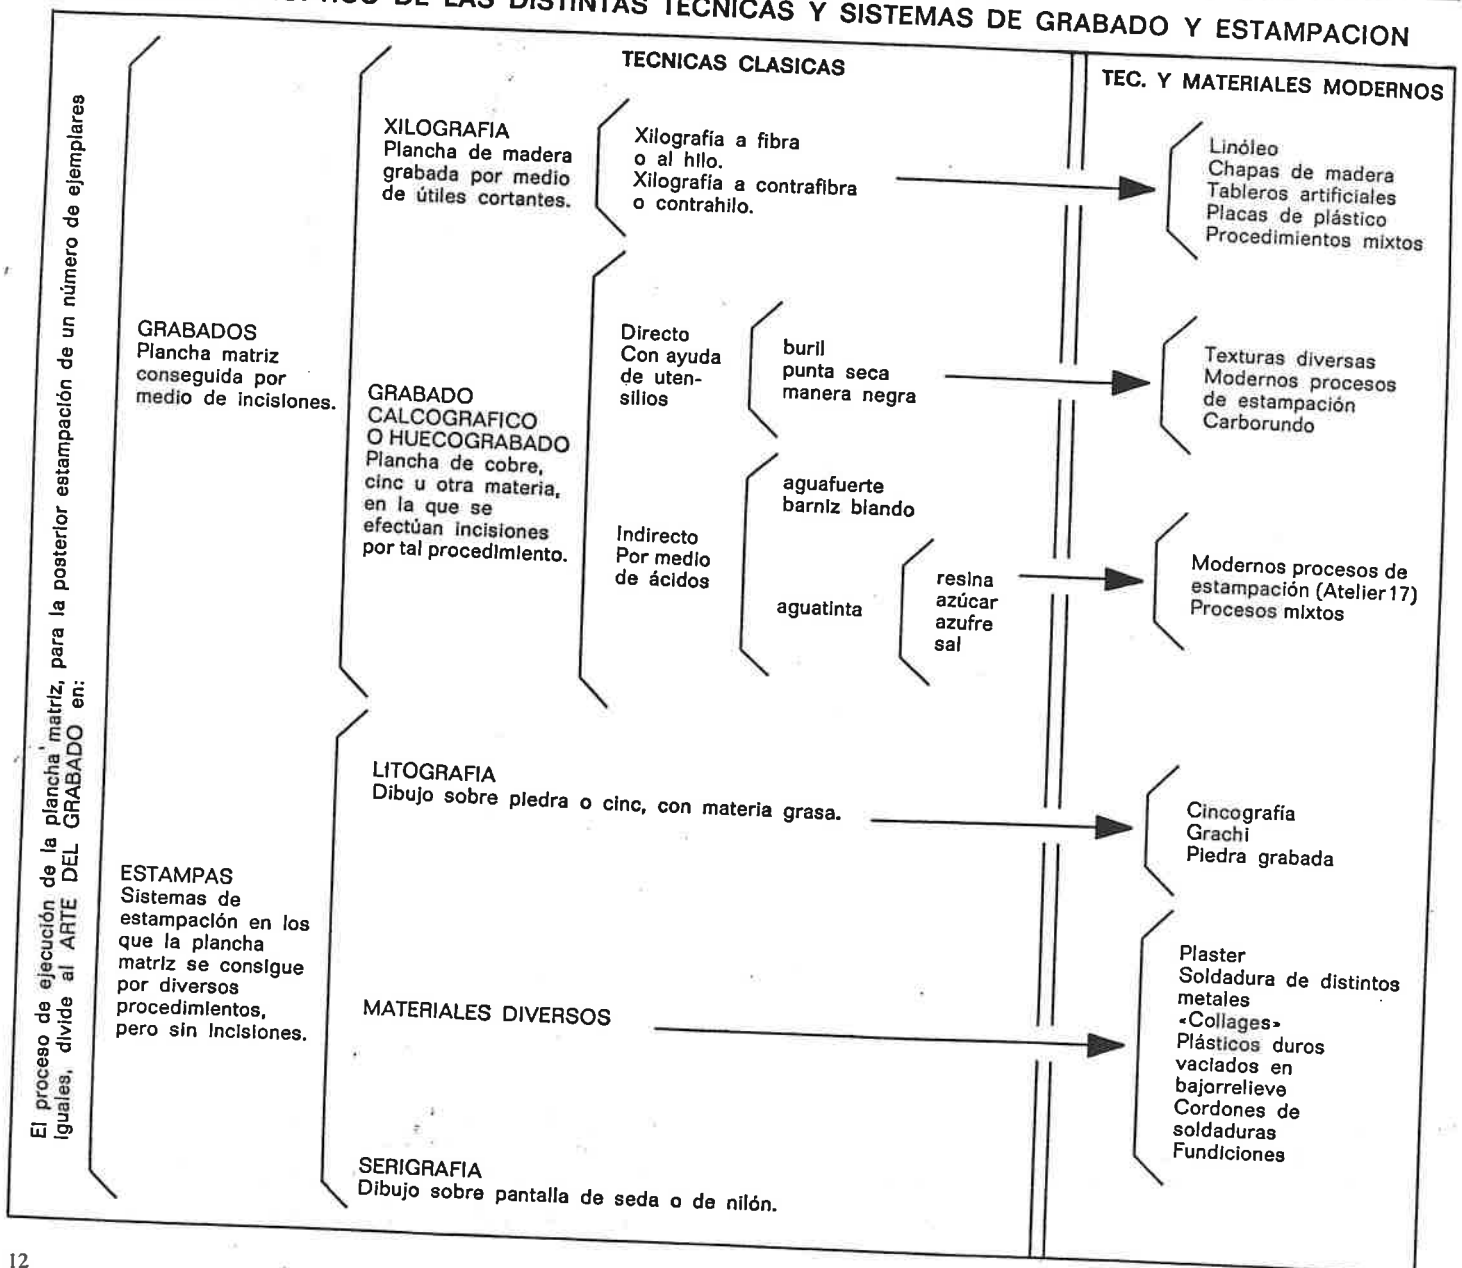 DE LAS DISTINTAS TECNICAS Y SISTEMAS DE GRABADO Y ESTAMPACION
El proceso de ejecución de la plancha matriz, para la posterior estampación de un número de ejemplares
iguales, divide al ARTE DEL GRABADO en:
GRABADOS
Plancha matriz
conseguida por
medio de incisiones.
ESTAMPAS
Sistemas de
estampación en los
que la plancha
matriz se consigue
por diversos
procedimientos,
pero sin incisiones.
TECNICAS CLASICAS
XILOGRAFIA
Plancha de madera
grabada por medio
de útiles cortantes.
Xilografía a fibra
o al hilo.
Xilografía a contrafibra
o contrahilo.
GRABADO
CALCOGRAFICO
O HUECOGRABADO
Plancha de cobre,
cinc u otra materia,
en la que se
efectúan incisiones
por tal procedimiento.
Directo
Con ayuda
de uten-
silios
buril
punta seca
manera negra
Indirecto
Por medio
de ácidos
aguafuerte
barniz blando
aguatinta
resina
azúcar
azufre
sal
LITOGRAFIA
Dibujo sobre piedra o cinc, con materia grasa.
MATERIALES DIVERSOS
SERIGRAFIA
Dibujo sobre pantalla de seda o de nilón.
TEC. Y MATERIALES MODERNOS
Linóleo
Chapas de madera
Tableros artificiales
Placas de plástico
Procedimientos mixtos
Texturas diversas
Modernos procesos
de estampación
Carborundo
Modernos procesos de
estampación (Atelier 17)
Procesos mixtos
Cincografía
Grachi
Piedra grabada
Plaster
Soldadura de distintos
metales
«Collages»
Plásticos duros
vaciados en
bajorrelieve
Cordones de
soldaduras
Fundiciones
12